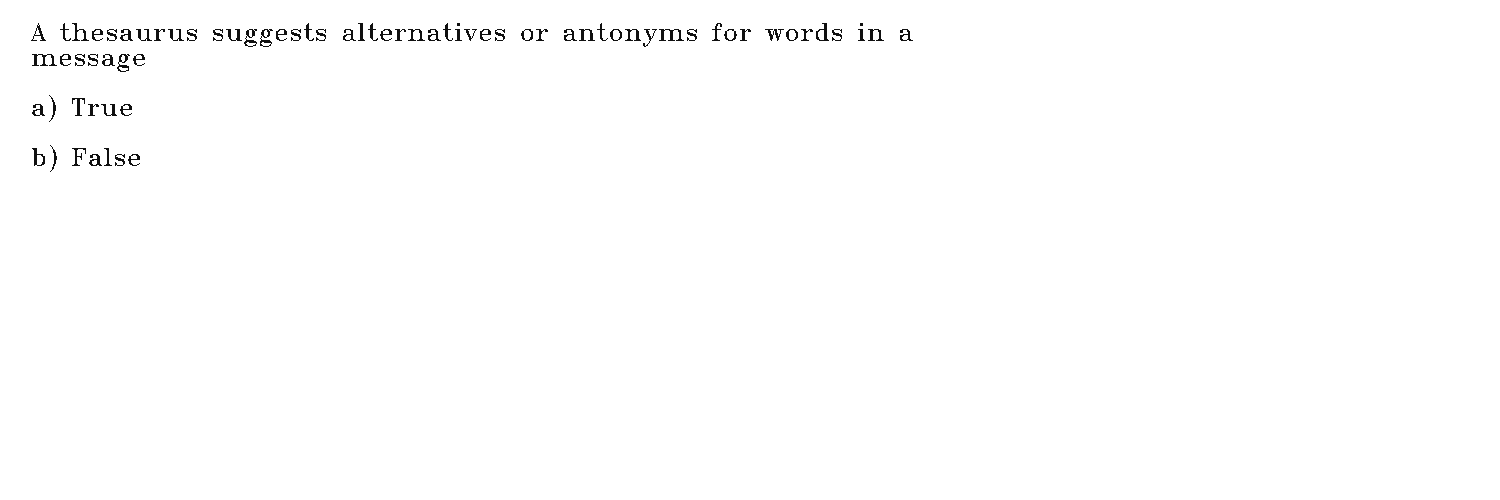 A thesaurus suggests alternatives or antonyms for words in a
message
a) True
b) False